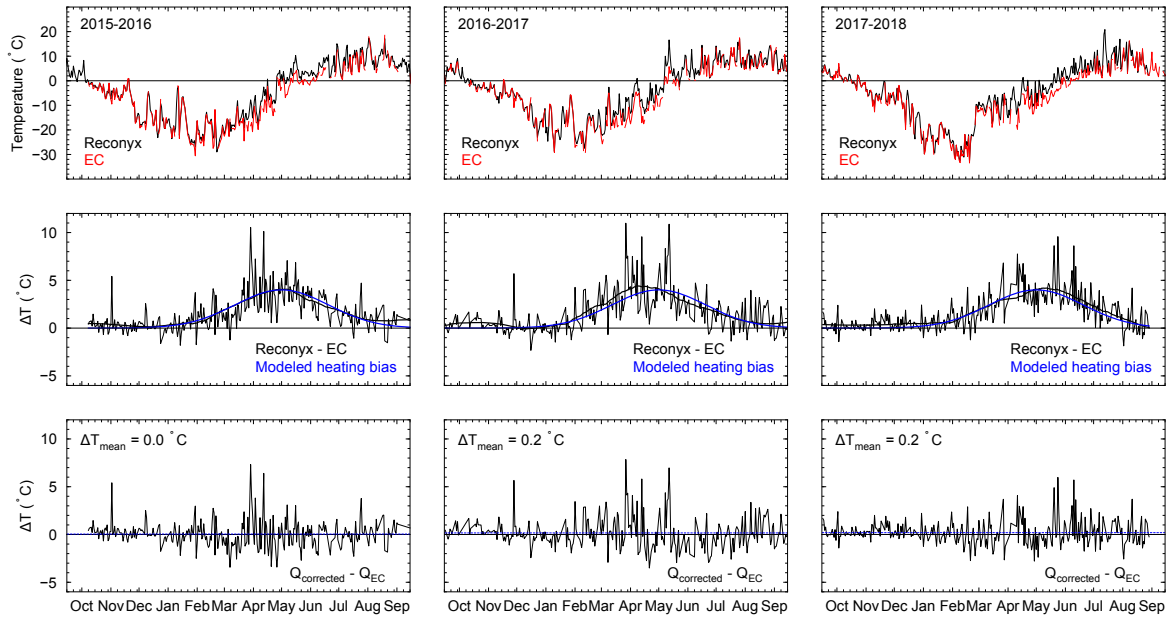 2015-2016
2016-2017
2017-2018
Temperature (°C)
20
10
0
−10
−20
−30
Reconyx
EC
Reconyx
EC
Reconyx
EC
ΔT (°C)
10
5
0
−5
Reconyx - EC
Modeled heating bias
Reconyx - EC
Modeled heating bias
Reconyx - EC
Modeled heating bias
ΔT (°C)
10
5
0
−5
ΔTmean = 0.0 °C
ΔTmean = 0.2 °C
ΔTmean = 0.2 °C
Qcorrected - QEC
Qcorrected - QEC
Qcorrected - QEC
Oct Nov Dec Jan Feb Mar Apr May Jun Jul Aug Sep
Oct Nov Dec Jan Feb Mar Apr May Jun Jul Aug Sep
Oct Nov Dec Jan Feb Mar Apr May Jun Jul Aug Sep